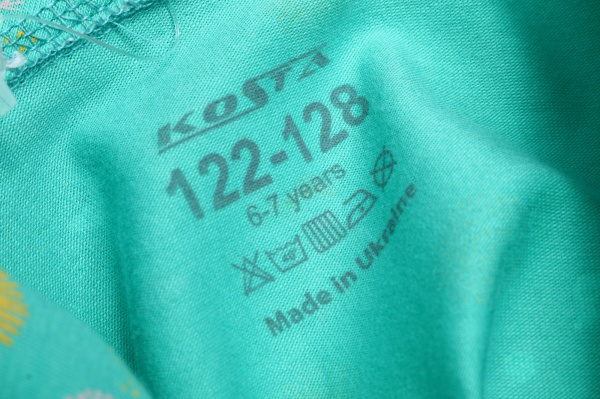 KOSTA
122-128
6-7 years
40°
Made in Ukraine